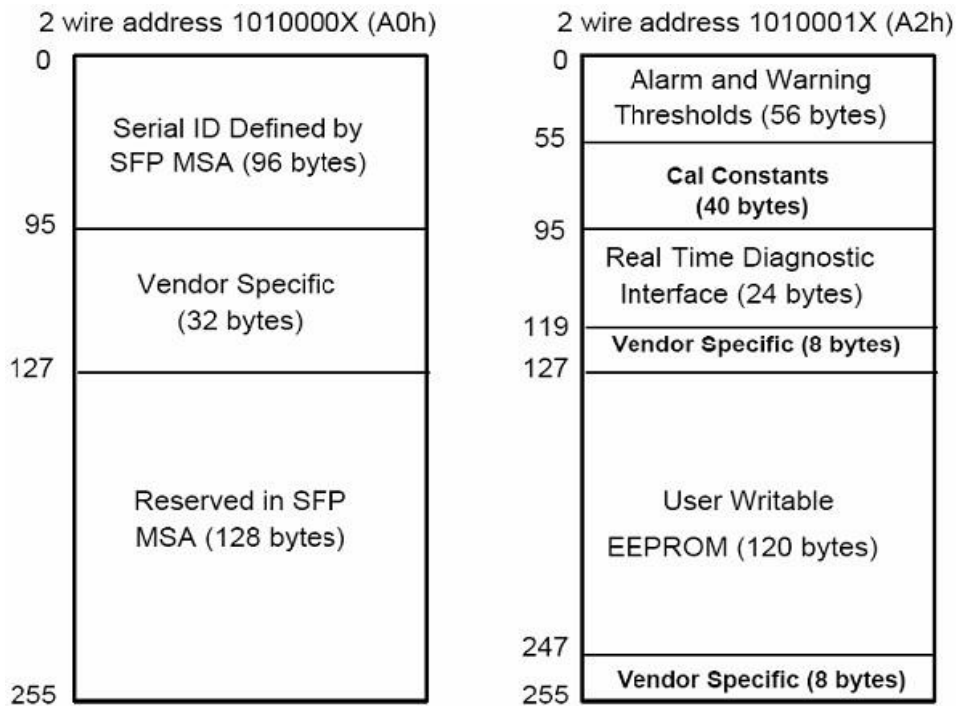 2 wire address 1010000X (A0h)
0
Serial ID Defined by
SFP MSA (96 bytes)
95
Vendor Specific
(32 bytes)
127
Reserved in SFP
MSA (128 bytes)
255
2 wire address 1010001X (A2h)
0
Alarm and Warning
Thresholds (56 bytes)
55
Cal Constants
(40 bytes)
95
Real Time Diagnostic
Interface (24 bytes)
119
Vendor Specific (8 bytes)
127
User Writable
EEPROM (120 bytes)
247
Vendor Specific (8 bytes)
255